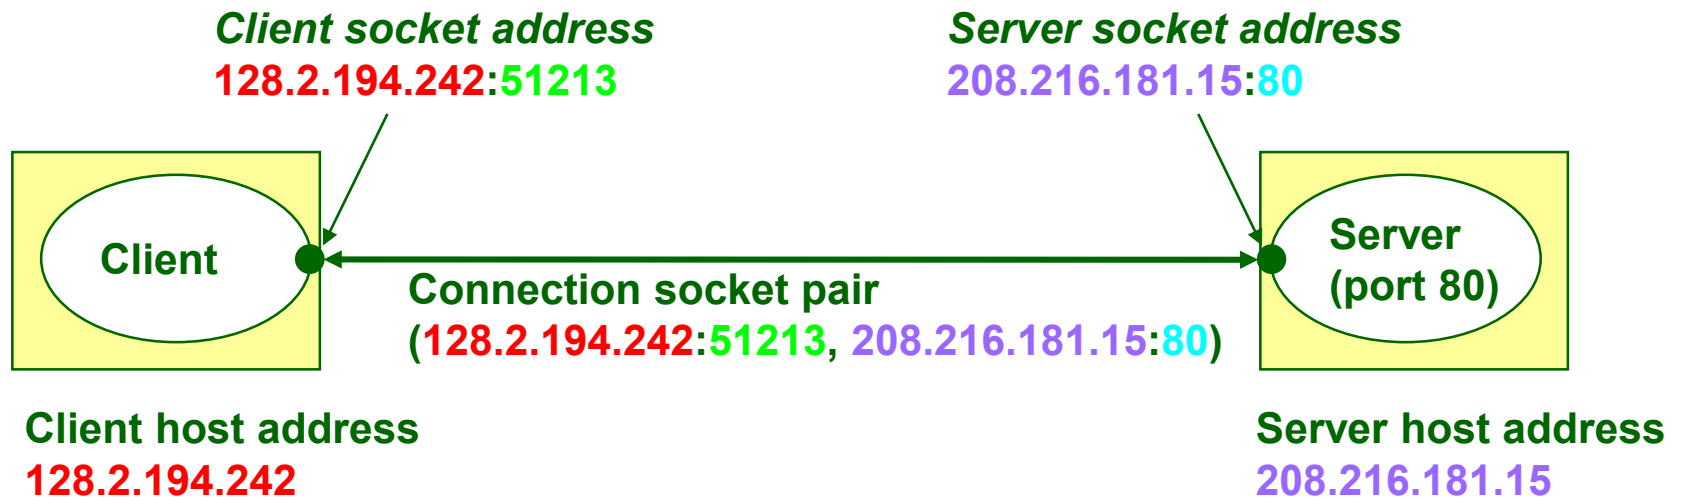 Client socket address
128.2.194.242:51213
Server socket address
208.216.181.15:80
Client
Server
(port 80)
Connection socket pair
(128.2.194.242:51213, 208.216.181.15:80)
Client host address
128.2.194.242
Server host address
208.216.181.15